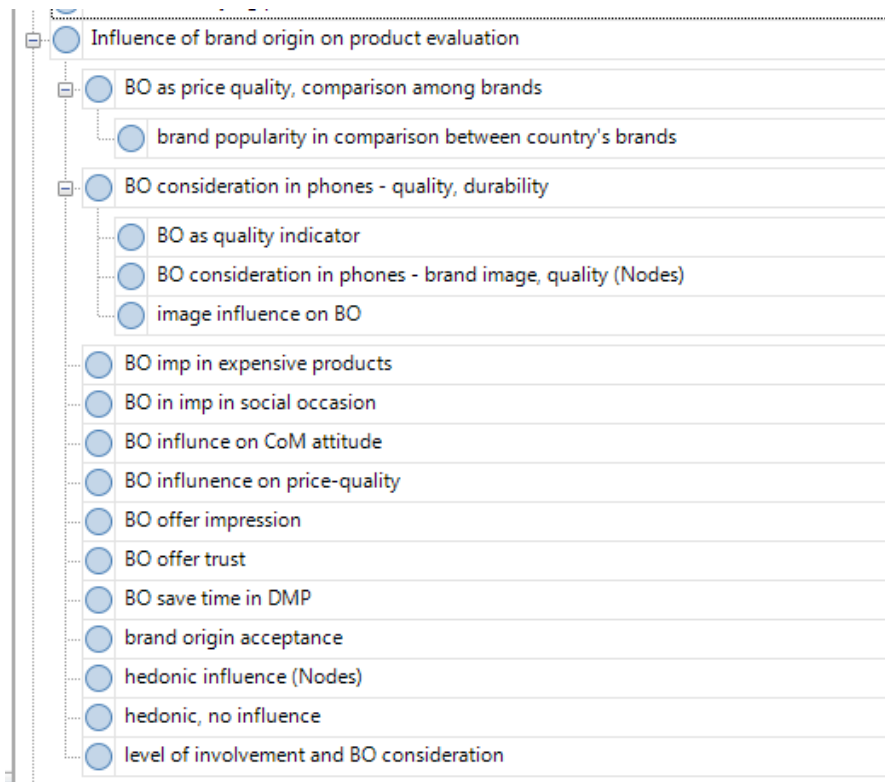 Influence of brand origin on product evaluation
BO as price quality, comparison among brands
brand popularity in comparison between country's brands
BO consideration in phones - quality, durability
BO as quality indicator
BO consideration in phones - brand image, quality (Nodes)
image influence on BO
BO imp in expensive products
BO in imp in social occasion
BO influnce on CoM attitude
BO influnence on price-quality
BO offer impression
BO offer trust
BO save time in DMP
brand origin acceptance
hedonic influence (Nodes)
hedonic, no influence
level of involvement and BO consideration